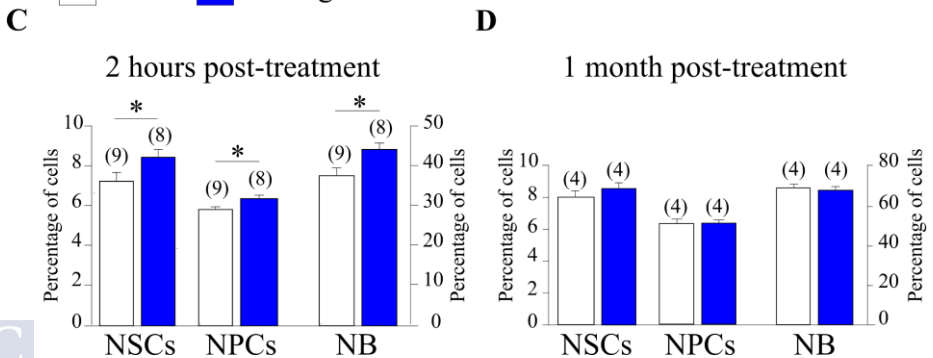 C
D
2 hours post-treatment
1 month post-treatment
* * *
(9) (8) (9) (8) (9) (8)
(4) (4) (4) (4) (4) (4)
Percentage of cells
10
8
6
4
2
0
50
40
30
20
10
0
Percentage of cells
NSCs NPCs NB
Percentage of cells
10
8
6
4
2
0
80
60
40
20
0
Percentage of cells
NSCs NPCs NB